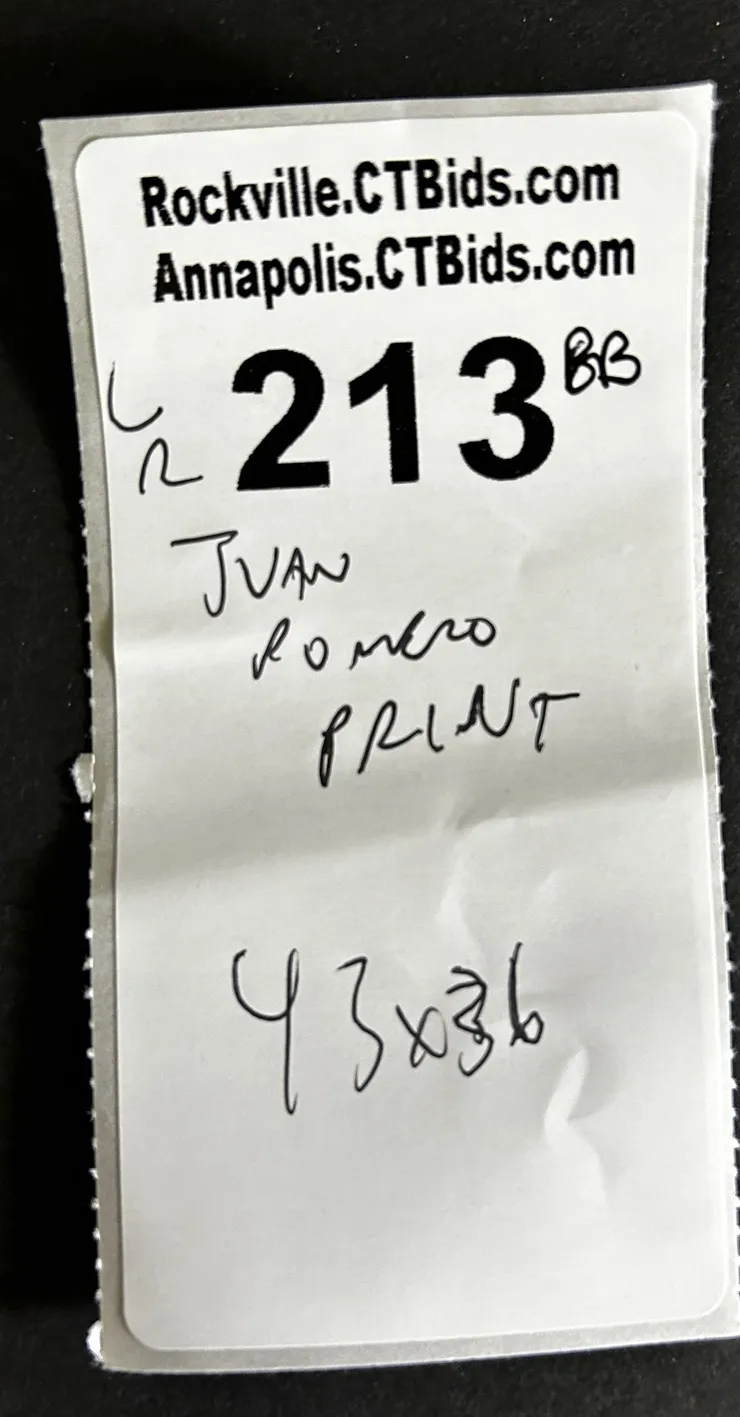 Rockville.CTBids.com
Annapolis.CTBids.com
LR 213 BB
JUAN
ROMERO
PRINT
43x36